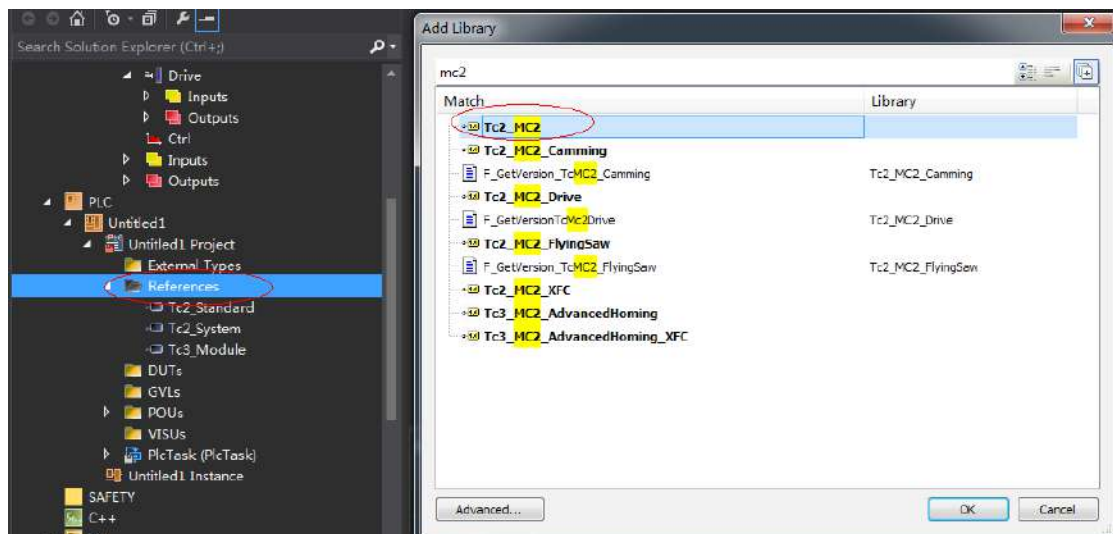 Search Solution Explorer (Ctrl+;)
Drive
Inputs
Outputs
Ctrl
Inputs
Outputs
PLC
Untitled1
Untitled1 Project
External Types
References
Tc2_Standard
Tc2_System
Tc3_Module
DUTs
GVLs
POUs
VISUs
PlcTask (PlcTask)
Untitled1 Instance
SAFETY
C++
Add Library
mc2
Match Library
Tc2_MC2
Tc2_MC2_Camming
F_GetVersion_TcMC2_Camming Tc2_MC2_Camming
Tc2_MC2_Drive
F_GetVersionTcMc2Drive Tc2_MC2_Drive
Tc2_MC2_FlyingSaw
F_GetVersion_TcMC2_FlyingSaw Tc2_MC2_FlyingSaw
Tc2_MC2_XFC
Tc3_MC2_AdvancedHoming
Tc3_MC2_AdvancedHoming_XFC
Advanced... OK Cancel